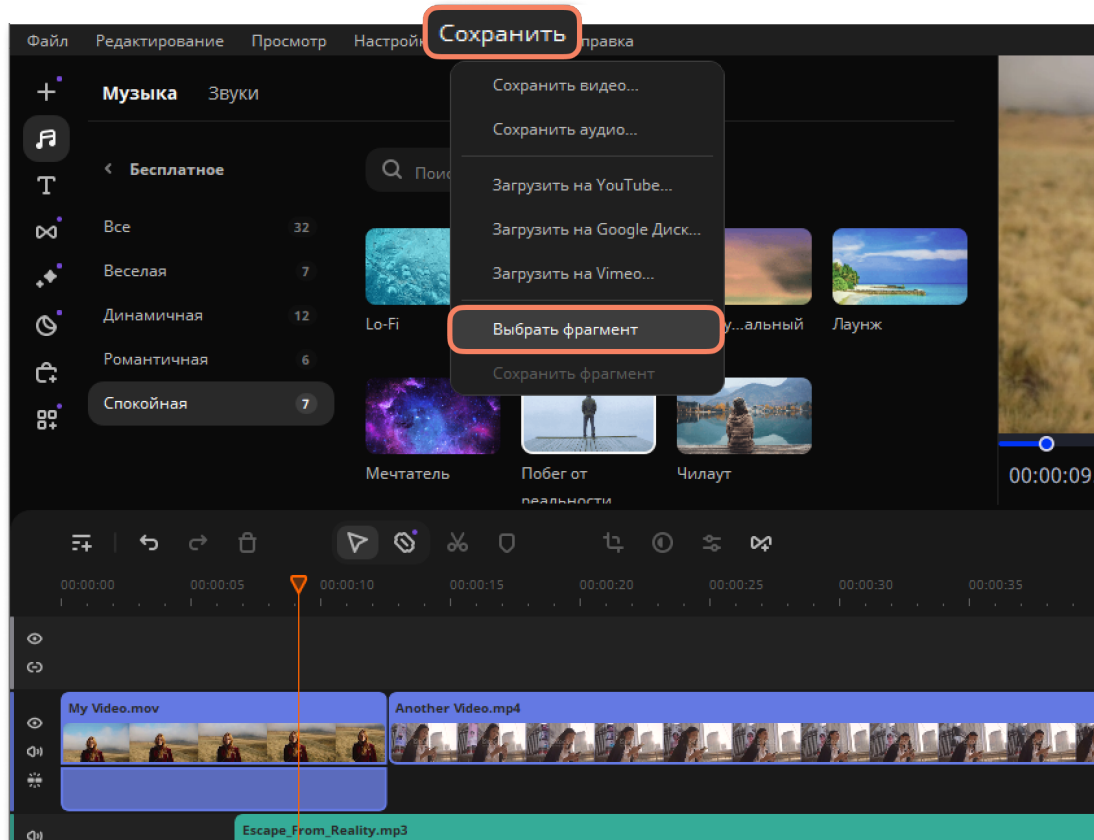 Файл Редактирование Просмотр Сохранить
Музыка Звуки
Бесплатное
Все 32
Веселая 7
Динамичная 12
Романтичная 6
Спокойная 7
Сохранить видео...
Сохранить аудио...
Загрузить на YouTube...
Загрузить на Google Диск...
Загрузить на Vimeo...
Выбрать фрагмент
Сохранить фрагмент
Lo-Fi
Лаунж
Мечтатель
Побег от
реальности
Чилаут
00:00:09
00:00:00 00:00:05 00:00:10 00:00:15 00:00:20 00:00:25 00:00:30 00:00:35
My Video.mov
Another Video.mp4
Escape_From_Reality.mp3